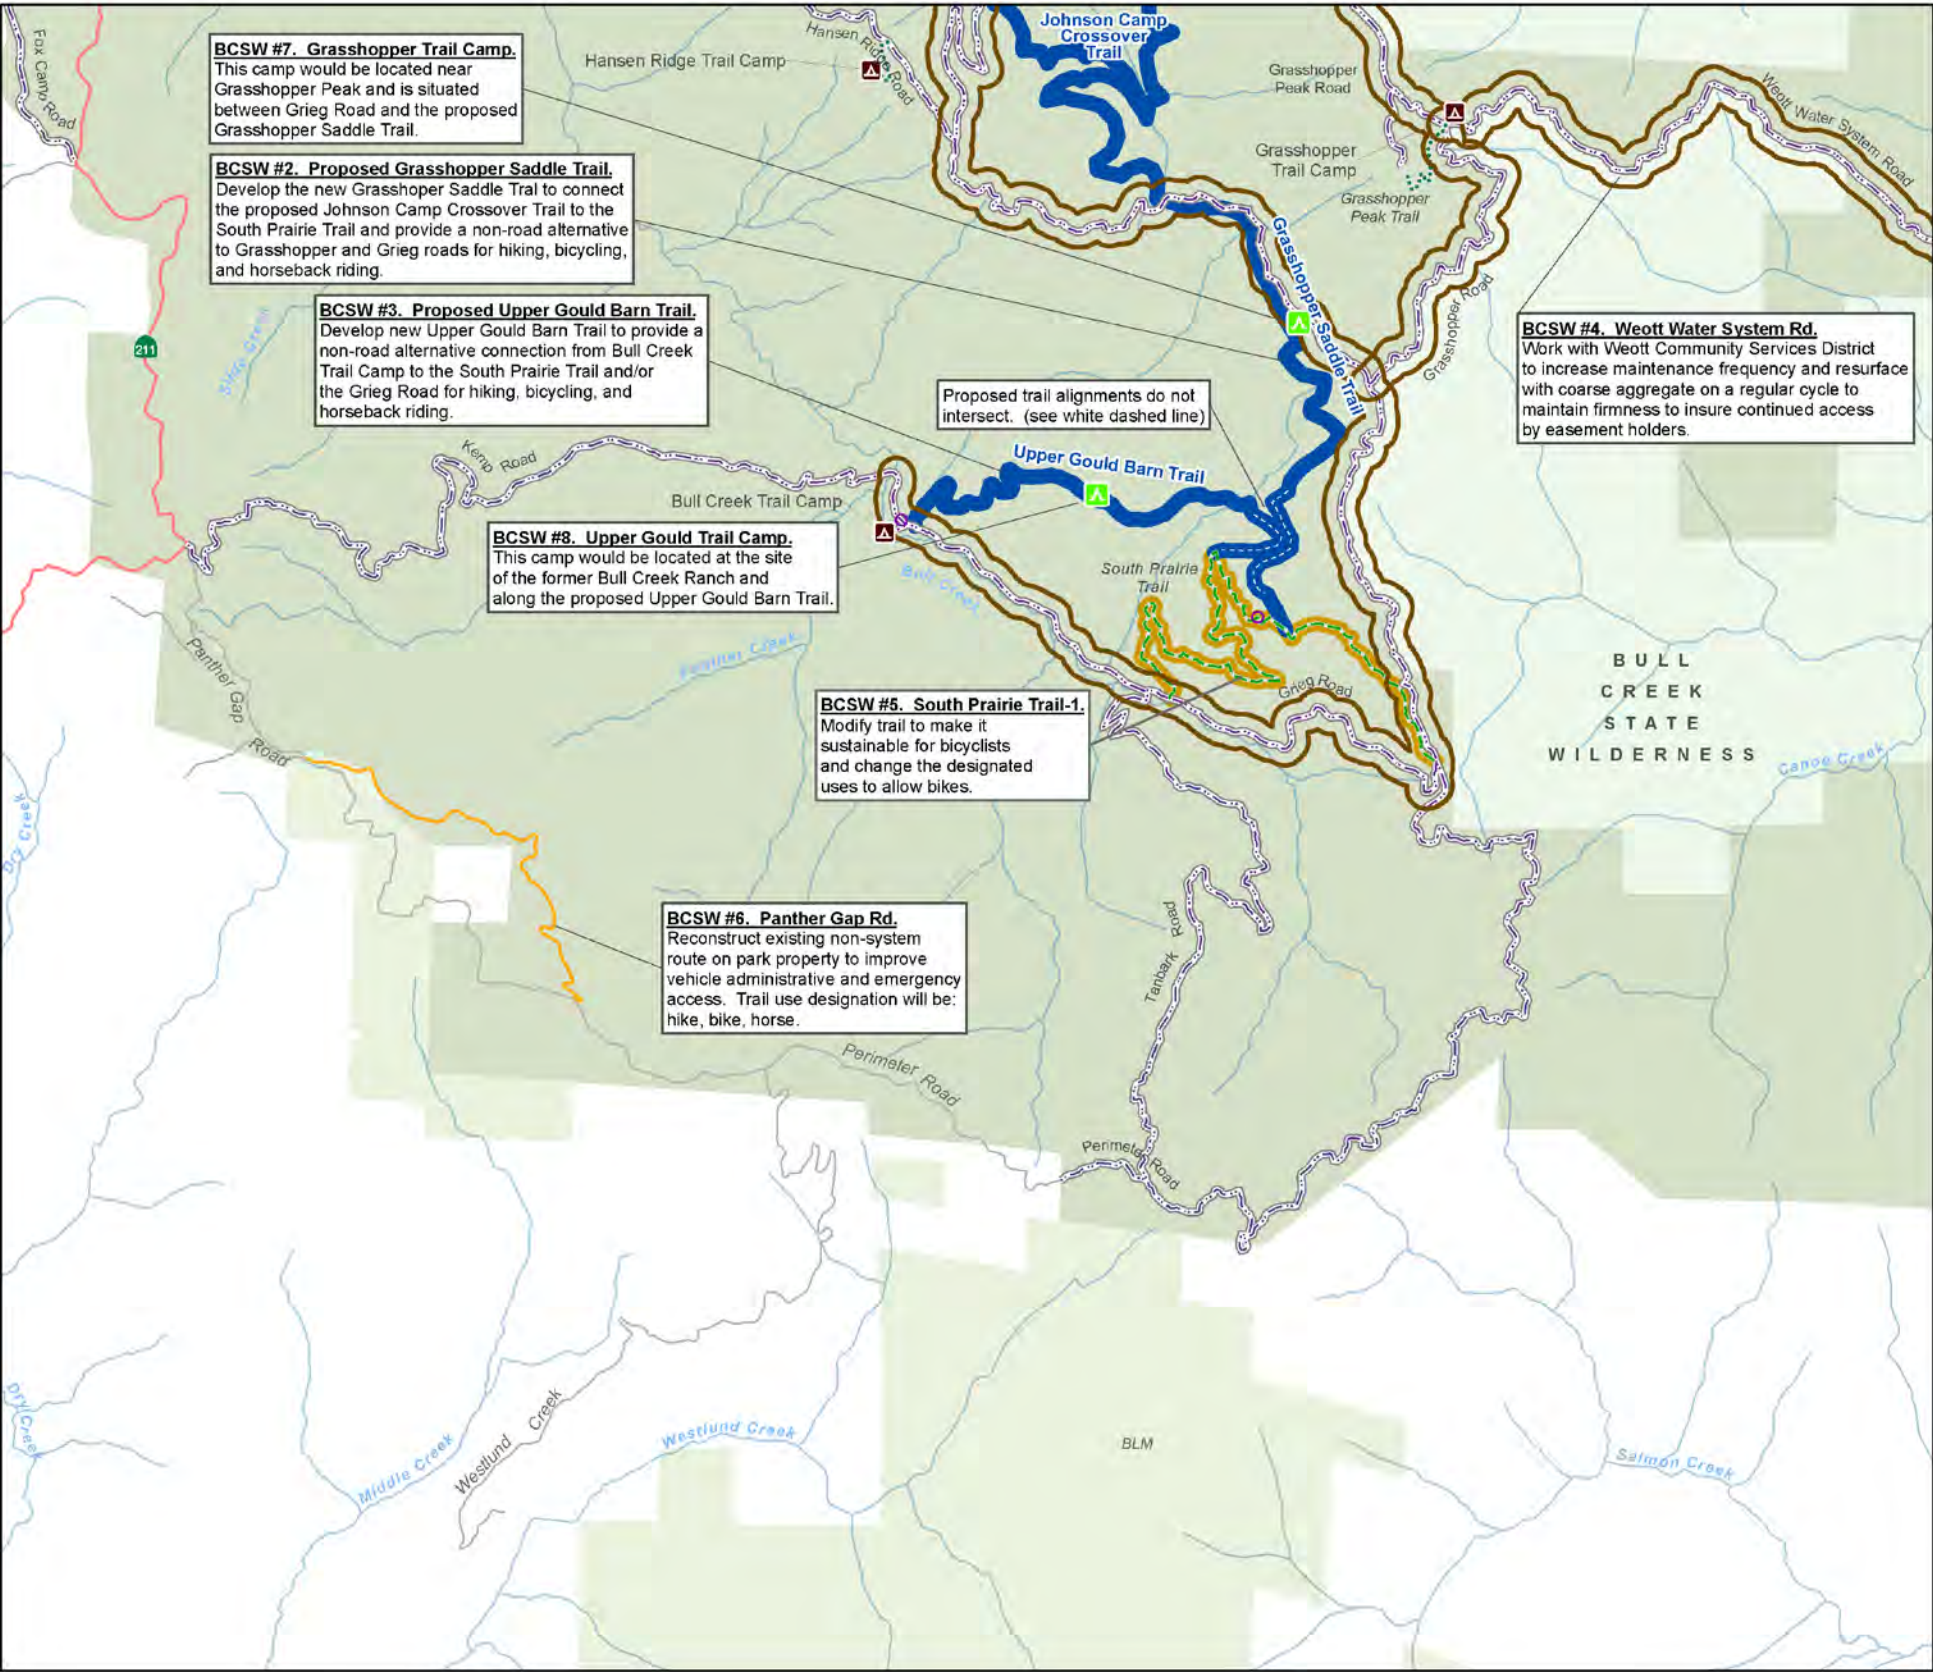 Fox Camp Road
BCSW #7.  Grasshopper Trail Camp.
This camp would be located near
Grasshopper Peak and is situated
between Grieg Road and the proposed
Grasshopper Saddle Trail.
Hansen Ridge Trail Camp
Hansen Ridge Road
Johnson Camp
Crossover
Trail
Grasshopper
Peak Road
Grasshopper
Trail Camp
Grasshopper
Peak Trail
Weott Water System Road
BCSW #2.  Proposed Grasshopper Saddle Trail.
Develop the new Grasshoper Saddle Tral to connect
the proposed Johnson Camp Crossover Trail to the
South Prairie Trail and provide a non-road alternative
to Grasshopper and Grieg roads for hiking, bicycling,
and horseback riding.
Grasshopper Saddle Trail
Grasshopper Road
211
BCSW #3.  Proposed Upper Gould Barn Trail.
Develop new Upper Gould Barn Trail to provide a
non-road alternative connection from Bull Creek
Trail Camp to the South Prairie Trail and/or
the Grieg Road for hiking, bicycling, and
horseback riding.
BCSW #4.  Weott Water System Rd.
Work with Weott Community Services District
to increase maintenance frequency and resurface
with coarse aggregate on a regular cycle to
maintain firmness to insure continued access
by easement holders.
Proposed trail alignments do not
intersect.  (see white dashed line)
Kemp Road
Upper Gould Barn Trail
Bull Creek Trail Camp
BCSW #8.  Upper Gould Trail Camp.
This camp would be located at the site
of the former Bull Creek Ranch and
along the proposed Upper Gould Barn Trail.
Bull Creek
South Prairie
Trail
Panther Creek
Panther Gap
Road
Grieg Road
BCSW #5.  South Prairie Trail-1.
Modify trail to make it
sustainable for bicyclists
and change the designated
uses to allow bikes.
BULL
CREEK
STATE
WILDERNESS
Canoe Creek
Dry Creek
BCSW #6.  Panther Gap Rd.
Reconstruct existing non-system
route on park property to improve
vehicle administrative and emergency
access.  Trail use designation will be:
hike, bike, horse.
Tanbark Road
Perimeter Road
Perimeter Road
Dry Creek
Middle Creek
Westlund Creek
Westlund Creek
BLM
Salmon Creek